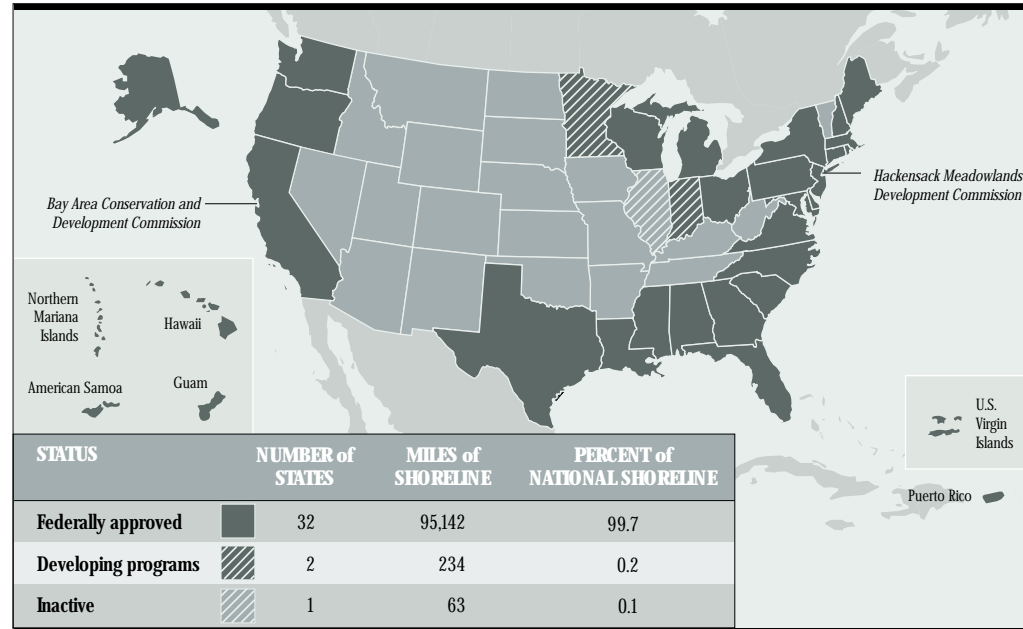 Hackensack Meadowlands
Development Commission
Bay Area Conservation and
Development Commission
Northern
Mariana
Islands
Hawaii
American Samoa
Guam
U.S.
Virgin
Islands
Puerto Rico
STATUS NUMBER of STATES MILES of SHORELINE PERCENT of NATIONAL SHORELINE
Federally approved 32 95,142 99.7
Developing programs 2 234 0.2
Inactive 1 63 0.1